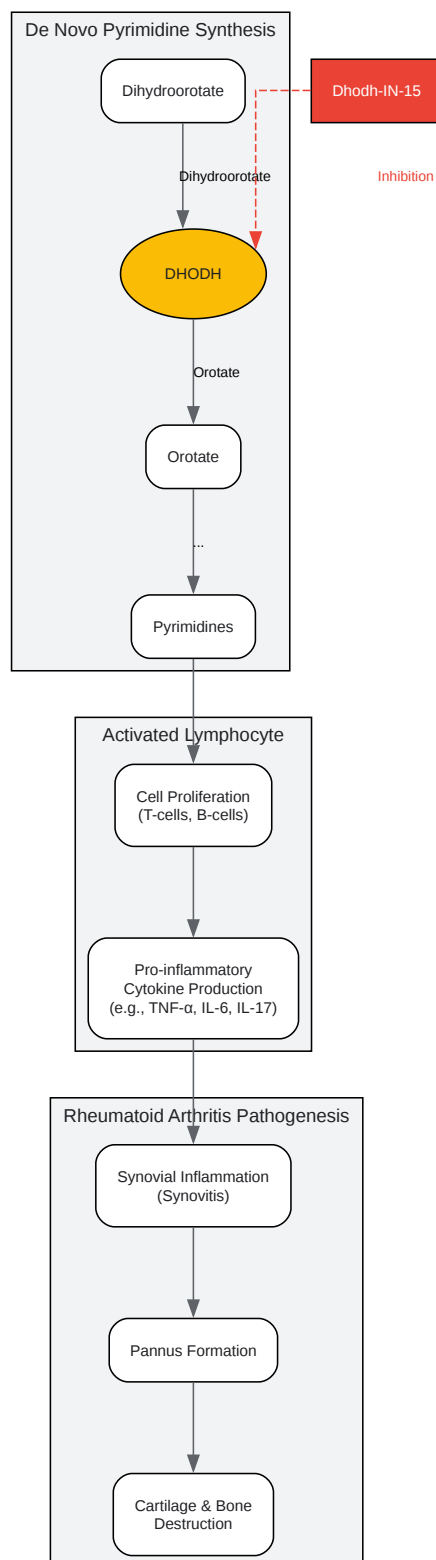 De Novo Pyrimidine Synthesis
Dihydroorotate
Dhodh-IN-15
Dihydroorotate
Inhibition
DHODH
Orotate
Orotate
...
Pyrimidines
Activated Lymphocyte
Cell Proliferation
(T-cells, B-cells)
Pro-inflammatory
Cytokine Production
(e.g., TNF-α, IL-6, IL-17)
Rheumatoid Arthritis Pathogenesis
Synovial Inflammation
(Synovitis)
Pannus Formation
Cartilage & Bone
Destruction